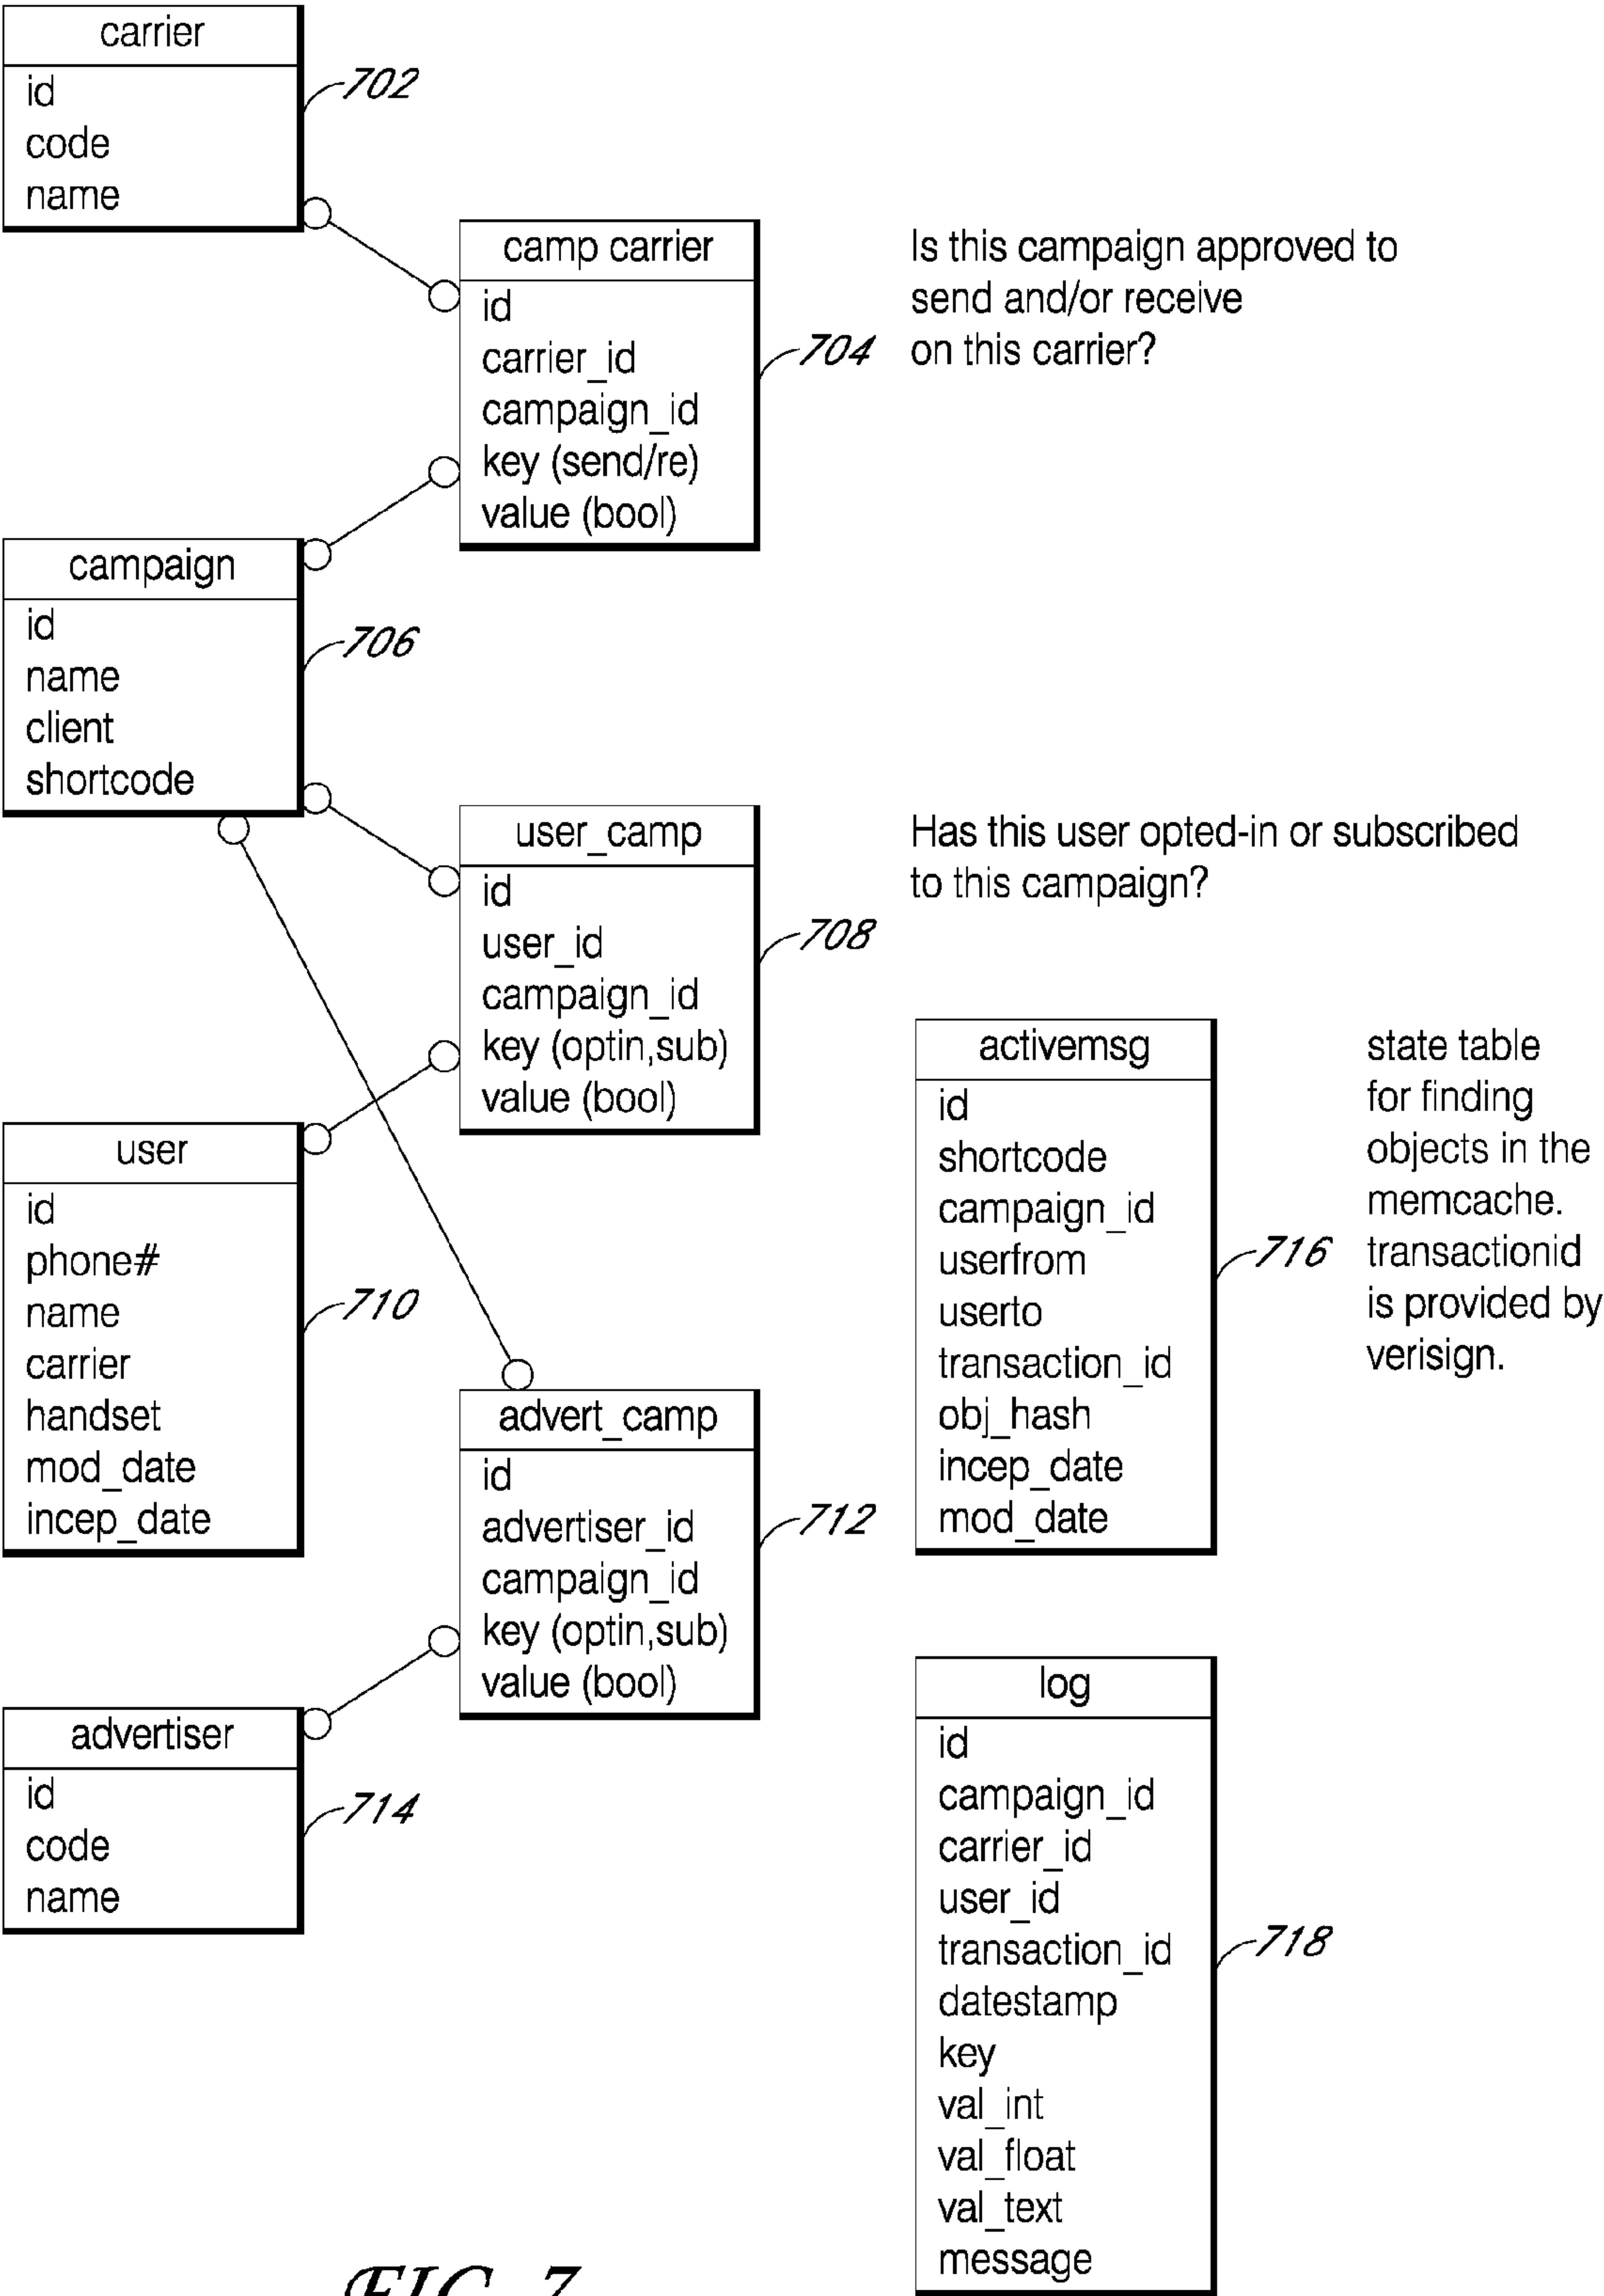 carrier
id
code
name
702
camp carrier
id
carrier_id
campaign_id
key (send/re)
value (bool)
704
Is this campaign approved to
send and/or receive
on this carrier?
campaign
id
name
client
shortcode
706
user_camp
id
user_id
campaign_id
key (optin,sub)
value (bool)
708
Has this user opted-in or subscribed
to this campaign?
user
id
phone#
name
carrier
handset
mod_date
incep_date
710
activemsg
id
shortcode
campaign_id
userfrom
userto
transaction_id
obj_hash
incep_date
mod_date
716
state table
for finding
objects in the
memcache.
transactionid
is provided by
verisign.
advert_camp
id
advertiser_id
campaign_id
key (optin,sub)
value (bool)
712
advertiser
id
code
name
714
log
id
campaign_id
carrier_id
user_id
transaction_id
datestamp
key
val_int
val_float
val_text
message
718
FIG. 7